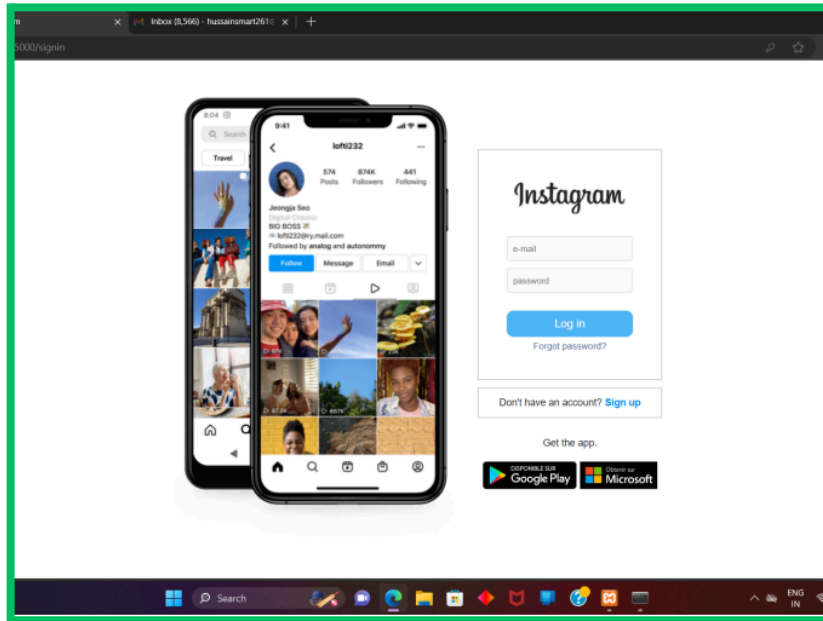 m × Inbox (8,566) - hussainsmart261@ × +
5000/signin
8:04
Search
Travel
9:41
lofti232
574 874K 441
Posts Followers Following
Jeongja Seo
Digital Creator
BIG BOSS
lofti232@ry.mail.com
Followed by analog and autonommy
Follow Message Email
Instagram
e-mail
password
Log in
Forgot password?
Don't have an account? Sign up
Get the app.
DISPONIBLE SUR
Google Play
Obtenir sur
Microsoft
Search
ENG
IN